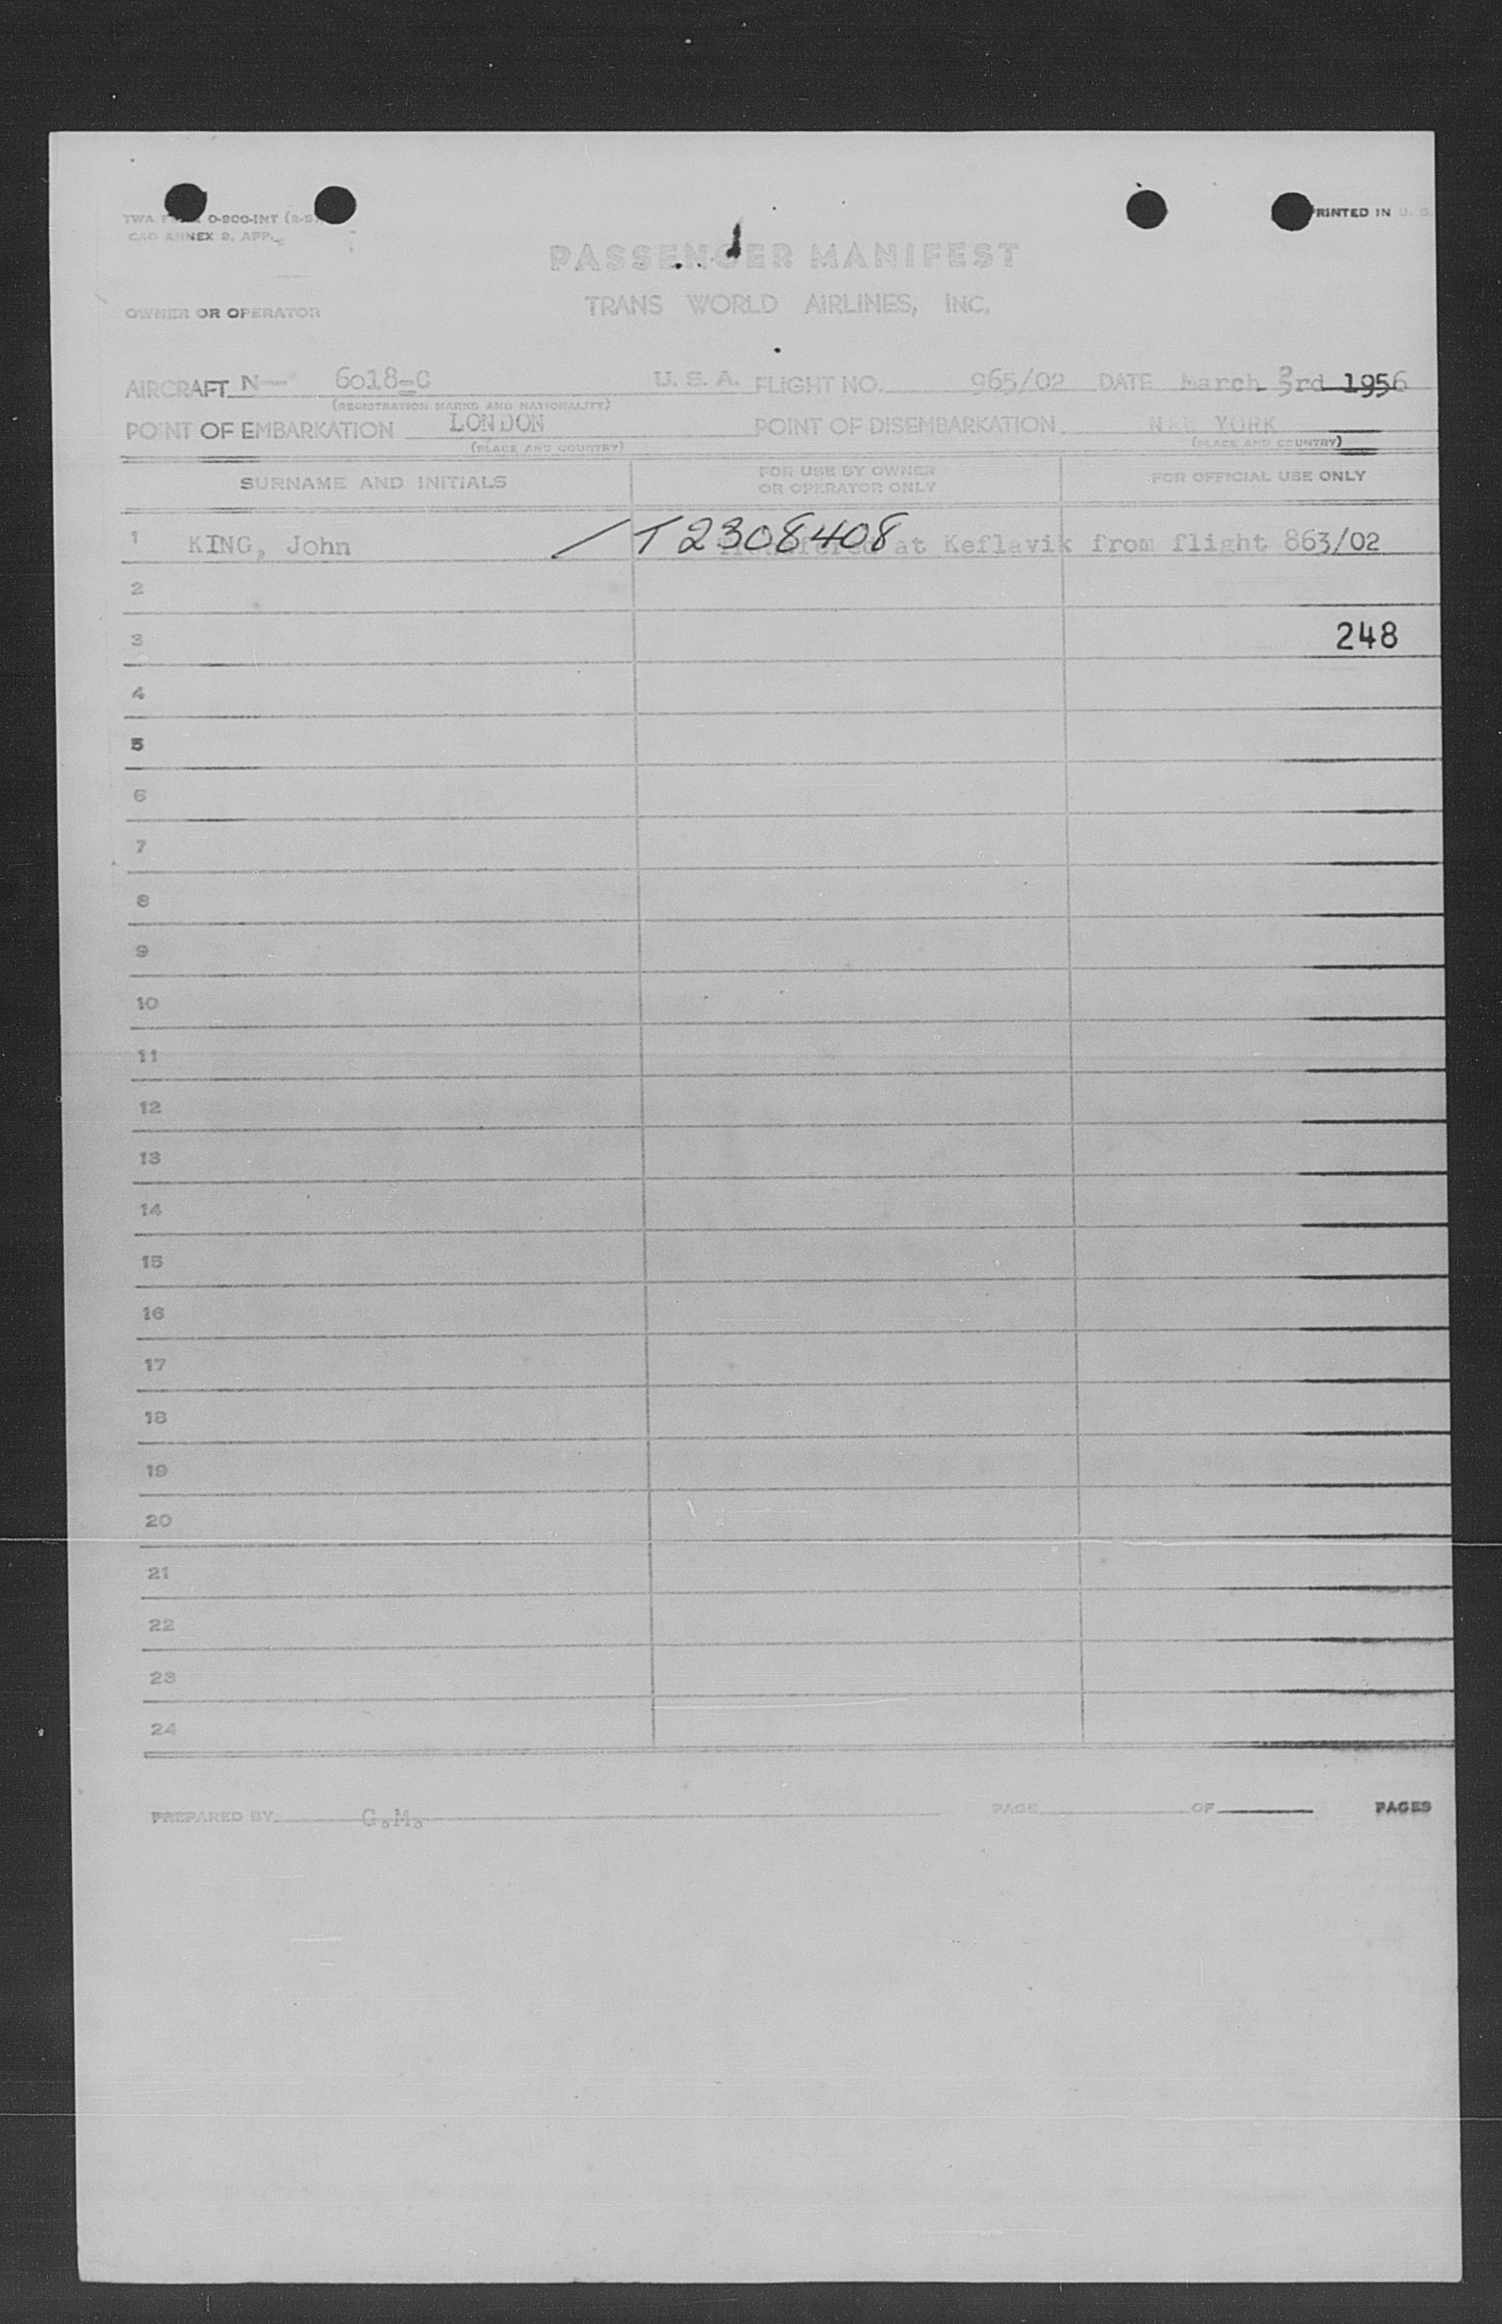 TWA O-900-INT
PRINTED IN U. S.
ANNEX 9, APP.
PASSENGER MANIFEST
TRANS WORLD AIRLINES, INC.
OWNER OR OPERATOR
AIRCRAFT N- 6018-C U. S. A. FLIGHT NO. 965/02 DATE March 3rd 1956
(REGISTRATION MARKS AND NATIONALITY)
POINT OF EMBARKATION LONDON POINT OF DISEMBARKATION NEW YORK
(PLACE AND COUNTRY) (PLACE AND COUNTRY)
SURNAME AND INITIALS FOR USE BY OWNER OR OPERATOR ONLY FOR OFFICIAL USE ONLY
1 KING, John T2308408 at Keflavik from flight 863/02
2
3 248
4
5
6
7
8
9
10
11
12
13
14
15
16
17
18
19
20
21
22
23
24
PREPARED BY G.M. PAGE OF PAGES